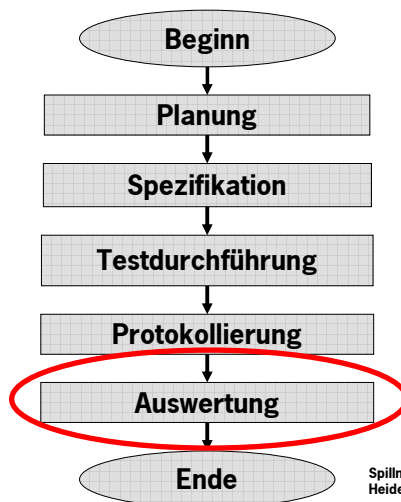 Beginn
Planung
Spezifikation
Testdurchführung
Protokollierung
Auswertung
Ende